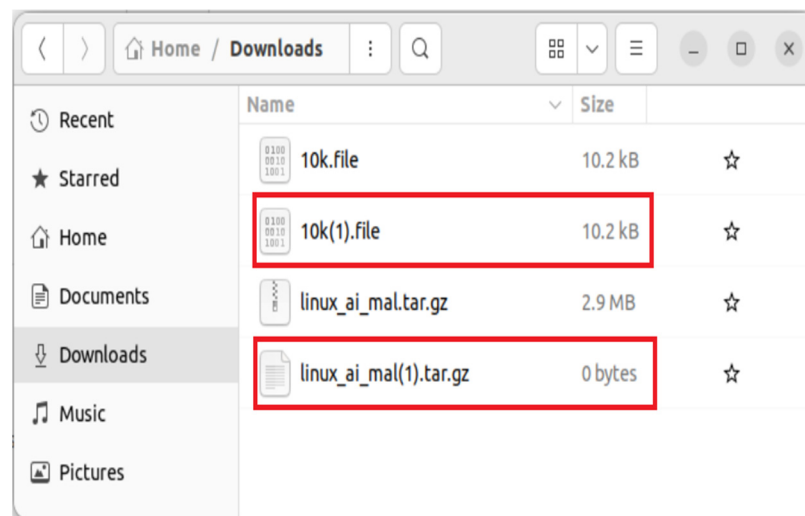 Home / Downloads
Name Size
Recent
10k.file 10.2 kB
Starred
10k(1).file 10.2 kB
Home
linux_ai_mal.tar.gz 2.9 MB
Documents
Downloads
linux_ai_mal(1).tar.gz 0 bytes
Music
Pictures